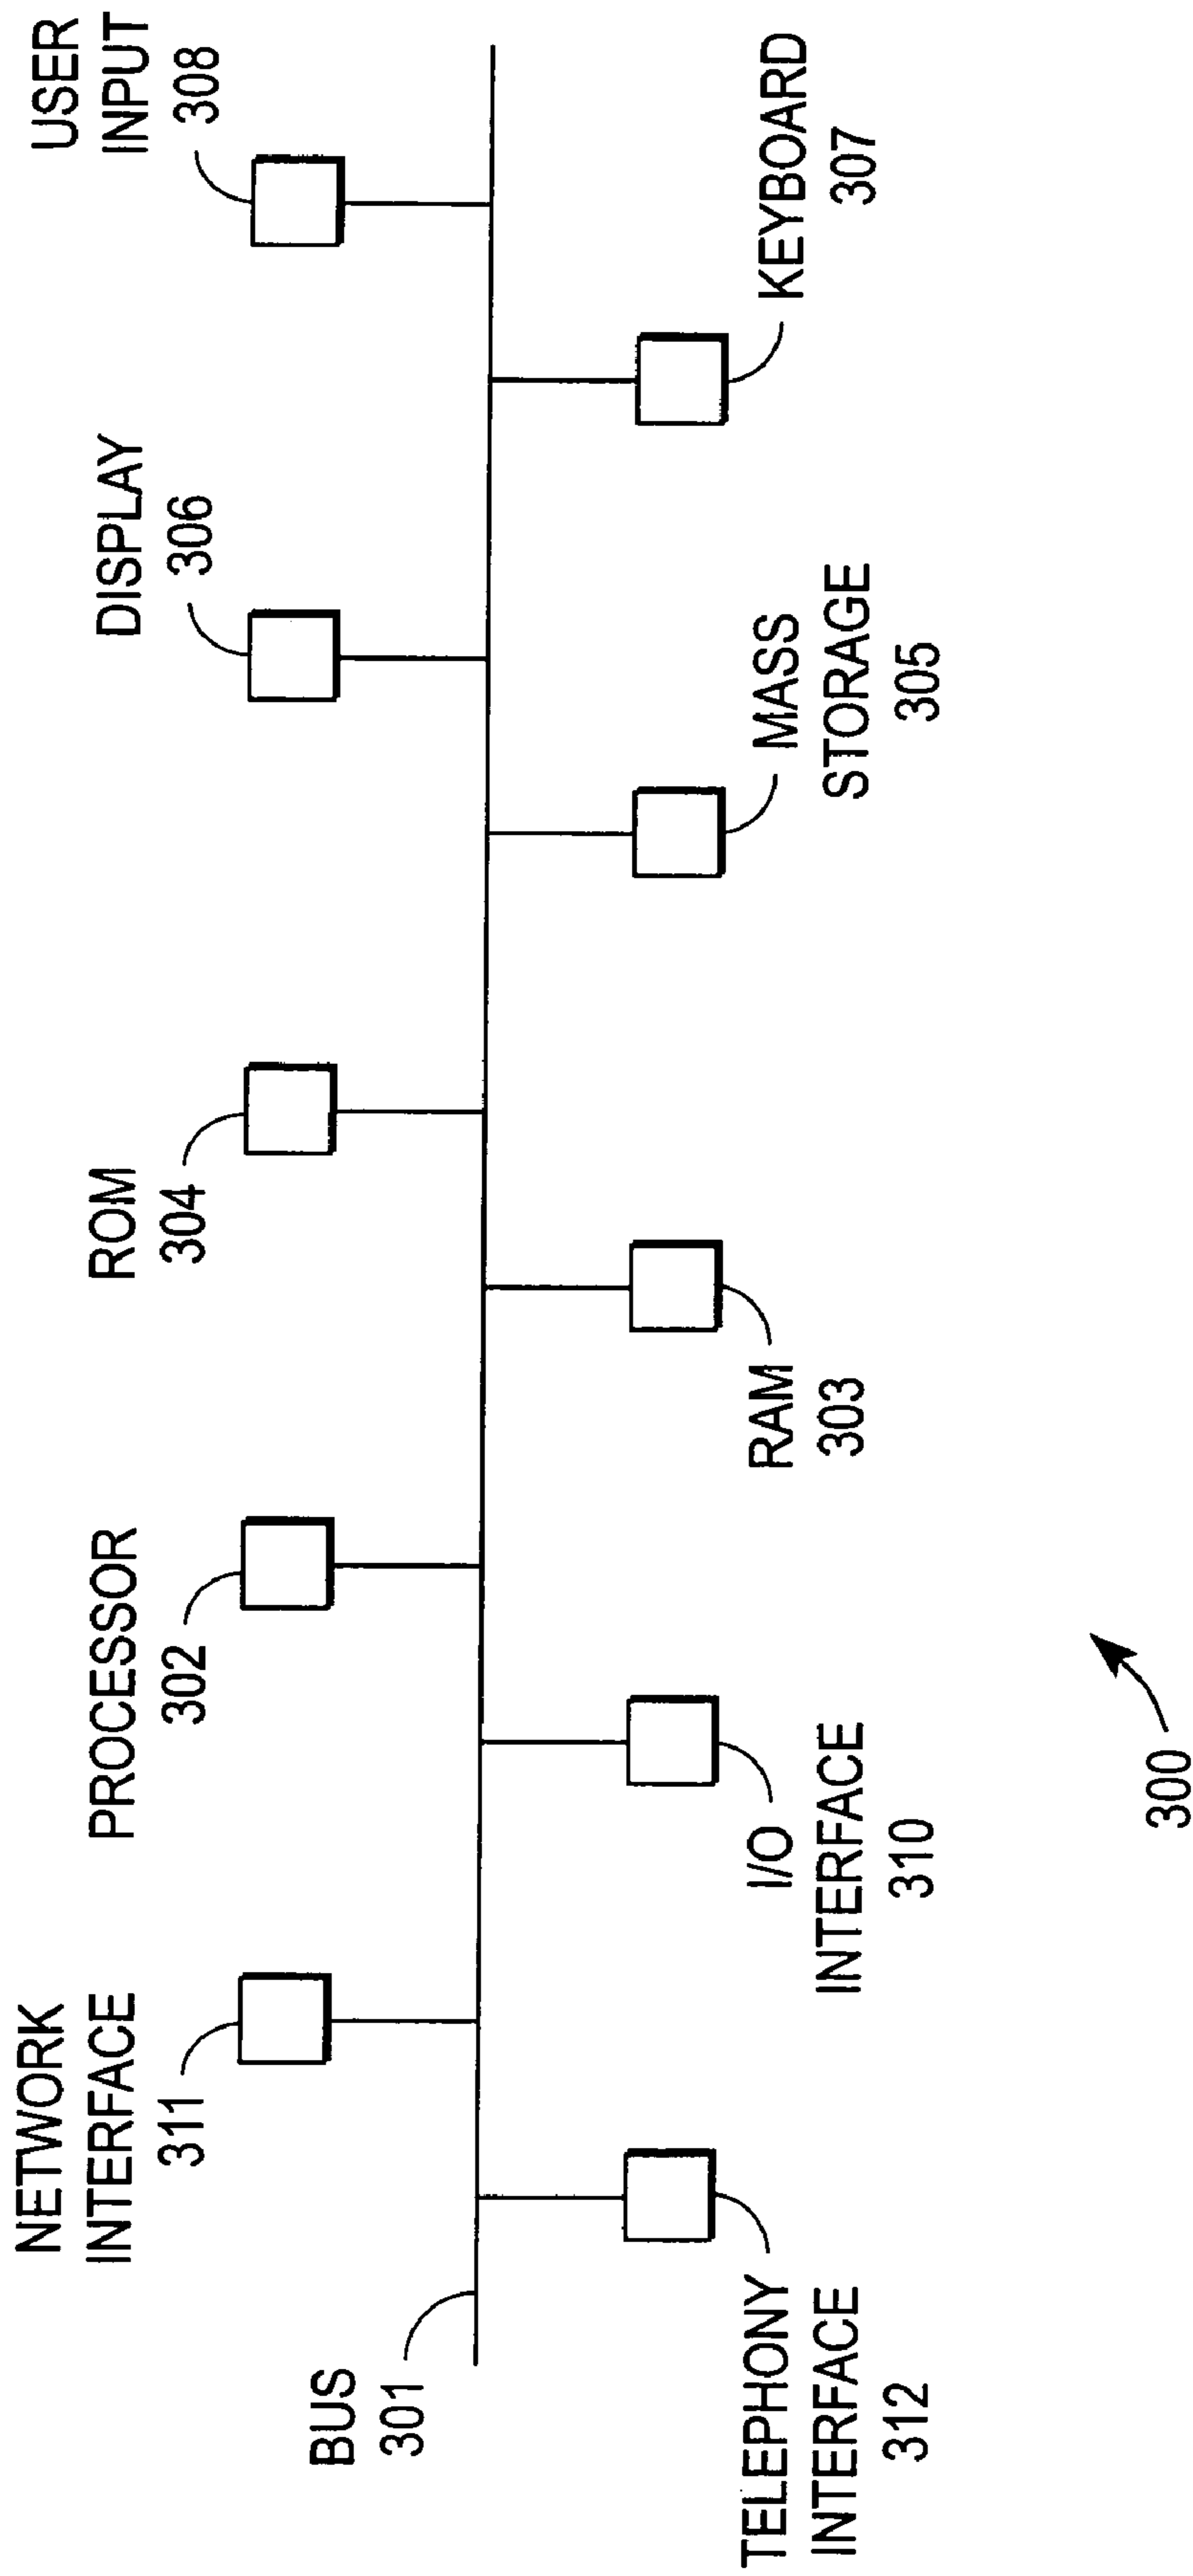 NETWORK
INTERFACE
311
PROCESSOR
302
ROM
304
DISPLAY
306
USER
INPUT
308
BUS
301
TELEPHONY
INTERFACE
312
I/O
INTERFACE
310
RAM
303
MASS
STORAGE
305
KEYBOARD
307
300